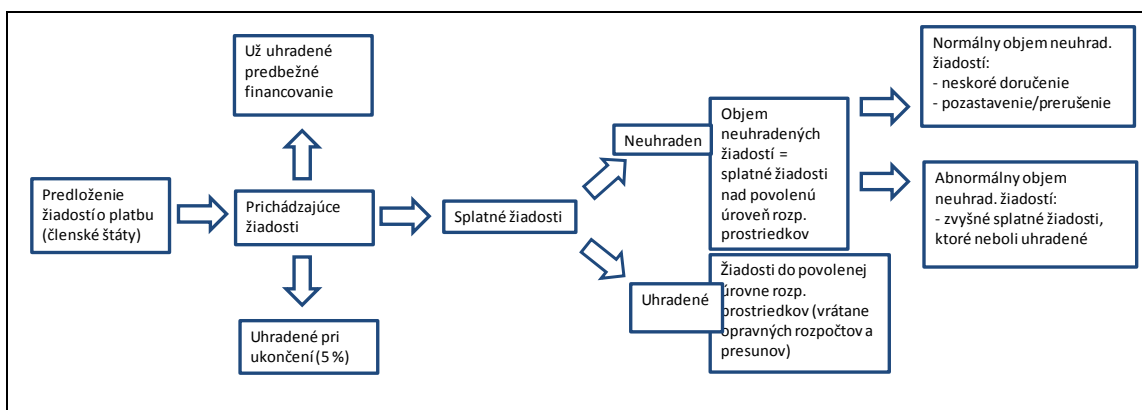 Predloženie
žiadostí o platbu
(členské štáty)
Už uhradené
predbežné
financovanie
Prichádzajúce
žiadosti
Uhradené pri
ukončení (5 %)
Splatné žiadosti
Neuhraden
Objem
neuhradených
žiadostí =
splatné žiadosti
nad povolenú
úroveň rozp.
prostriedkov
Uhradené
Žiadosti do povolenej
úrovne rozp.
prostriedkov (vrátane
opravných rozpočtov a
presunov)
Normálny objem neuhrad.
žiadostí:
- neskoré doručenie
- pozastavenie/prerušenie
Abnormálny objem
neuhrad. žiadostí:
- zvyšné splatné žiadosti,
ktoré neboli uhradené